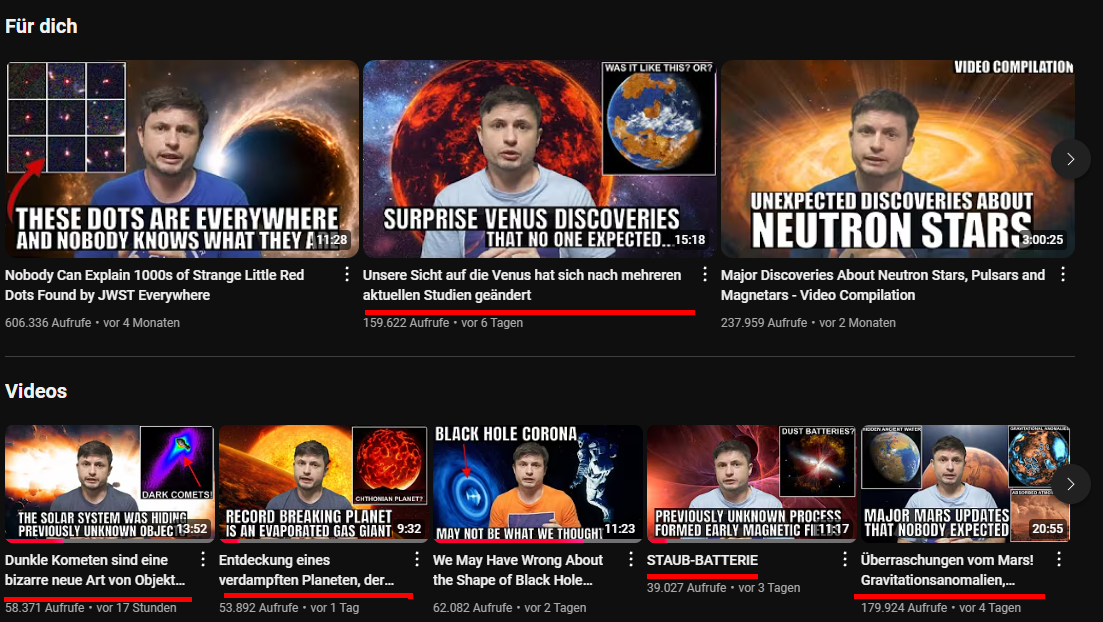 Für dich
WAS IT LIKE THIS? OR?
VIDEO COMPILATION
THESE DOTS ARE EVERYWHERE
AND NOBODY KNOWS WHAT THEY
11:28
SURPRISE VENUS DISCOVERIES
THAT NO ONE EXPECTED...
15:18
UNEXPECTED DISCOVERIES ABOUT
NEUTRON STARS
3:00:25
Nobody Can Explain 1000s of Strange Little Red
Dots Found by JWST Everywhere
606.336 Aufrufe • vor 4 Monaten
Unsere Sicht auf die Venus hat sich nach mehreren
aktuellen Studien geändert
159.622 Aufrufe • vor 6 Tagen
Major Discoveries About Neutron Stars, Pulsars and
Magnetars - Video Compilation
237.959 Aufrufe • vor 2 Monaten
Videos
DARK COMETS!
THE SOLAR SYSTEM WAS HIDING
PREVIOUSLY UNKNOWN
13:52
CHTHONIAN PLANET?
RECORD BREAKING PLANET
IS AN EVAPORATED GAS GIANT
9:32
BLACK HOLE CORONA
MAY NOT BE WHAT WE THOUGHT
11:23
DUST BATTERIES?
PREVIOUSLY UNKNOWN PROCESS
FORMED EARLY MAGNETIC
11:17
HIDDEN ANCIENT WATER
GRAVITATIONAL ANOMALIES
MAJOR MARS UPDATES
THAT NOBODY EXPECTED
20:55
Dunkle Kometen sind eine
bizarre neue Art von Objekt...
58.371 Aufrufe • vor 17 Stunden
Entdeckung eines
verdampften Planeten, der...
53.892 Aufrufe • vor 1 Tag
We May Have Wrong About
the Shape of Black Hole...
62.082 Aufrufe • vor 2 Tagen
STAUB-BATTERIE
39.027 Aufrufe • vor 3 Tagen
Überraschungen vom Mars!
Gravitationsanomalien,...
179.924 Aufrufe • vor 4 Tagen